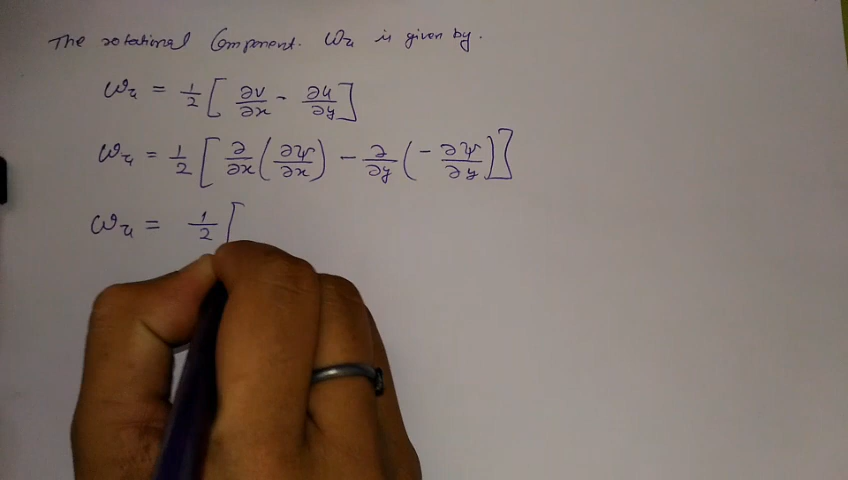 The rotational Component. ωz is given by.
ωz = 1/2 [ ∂v/∂x - ∂u/∂y ]
ωz = 1/2 [ ∂/∂x (∂ψ/∂x) - ∂/∂y (- ∂ψ/∂y) ]
ωz = 1/2 [